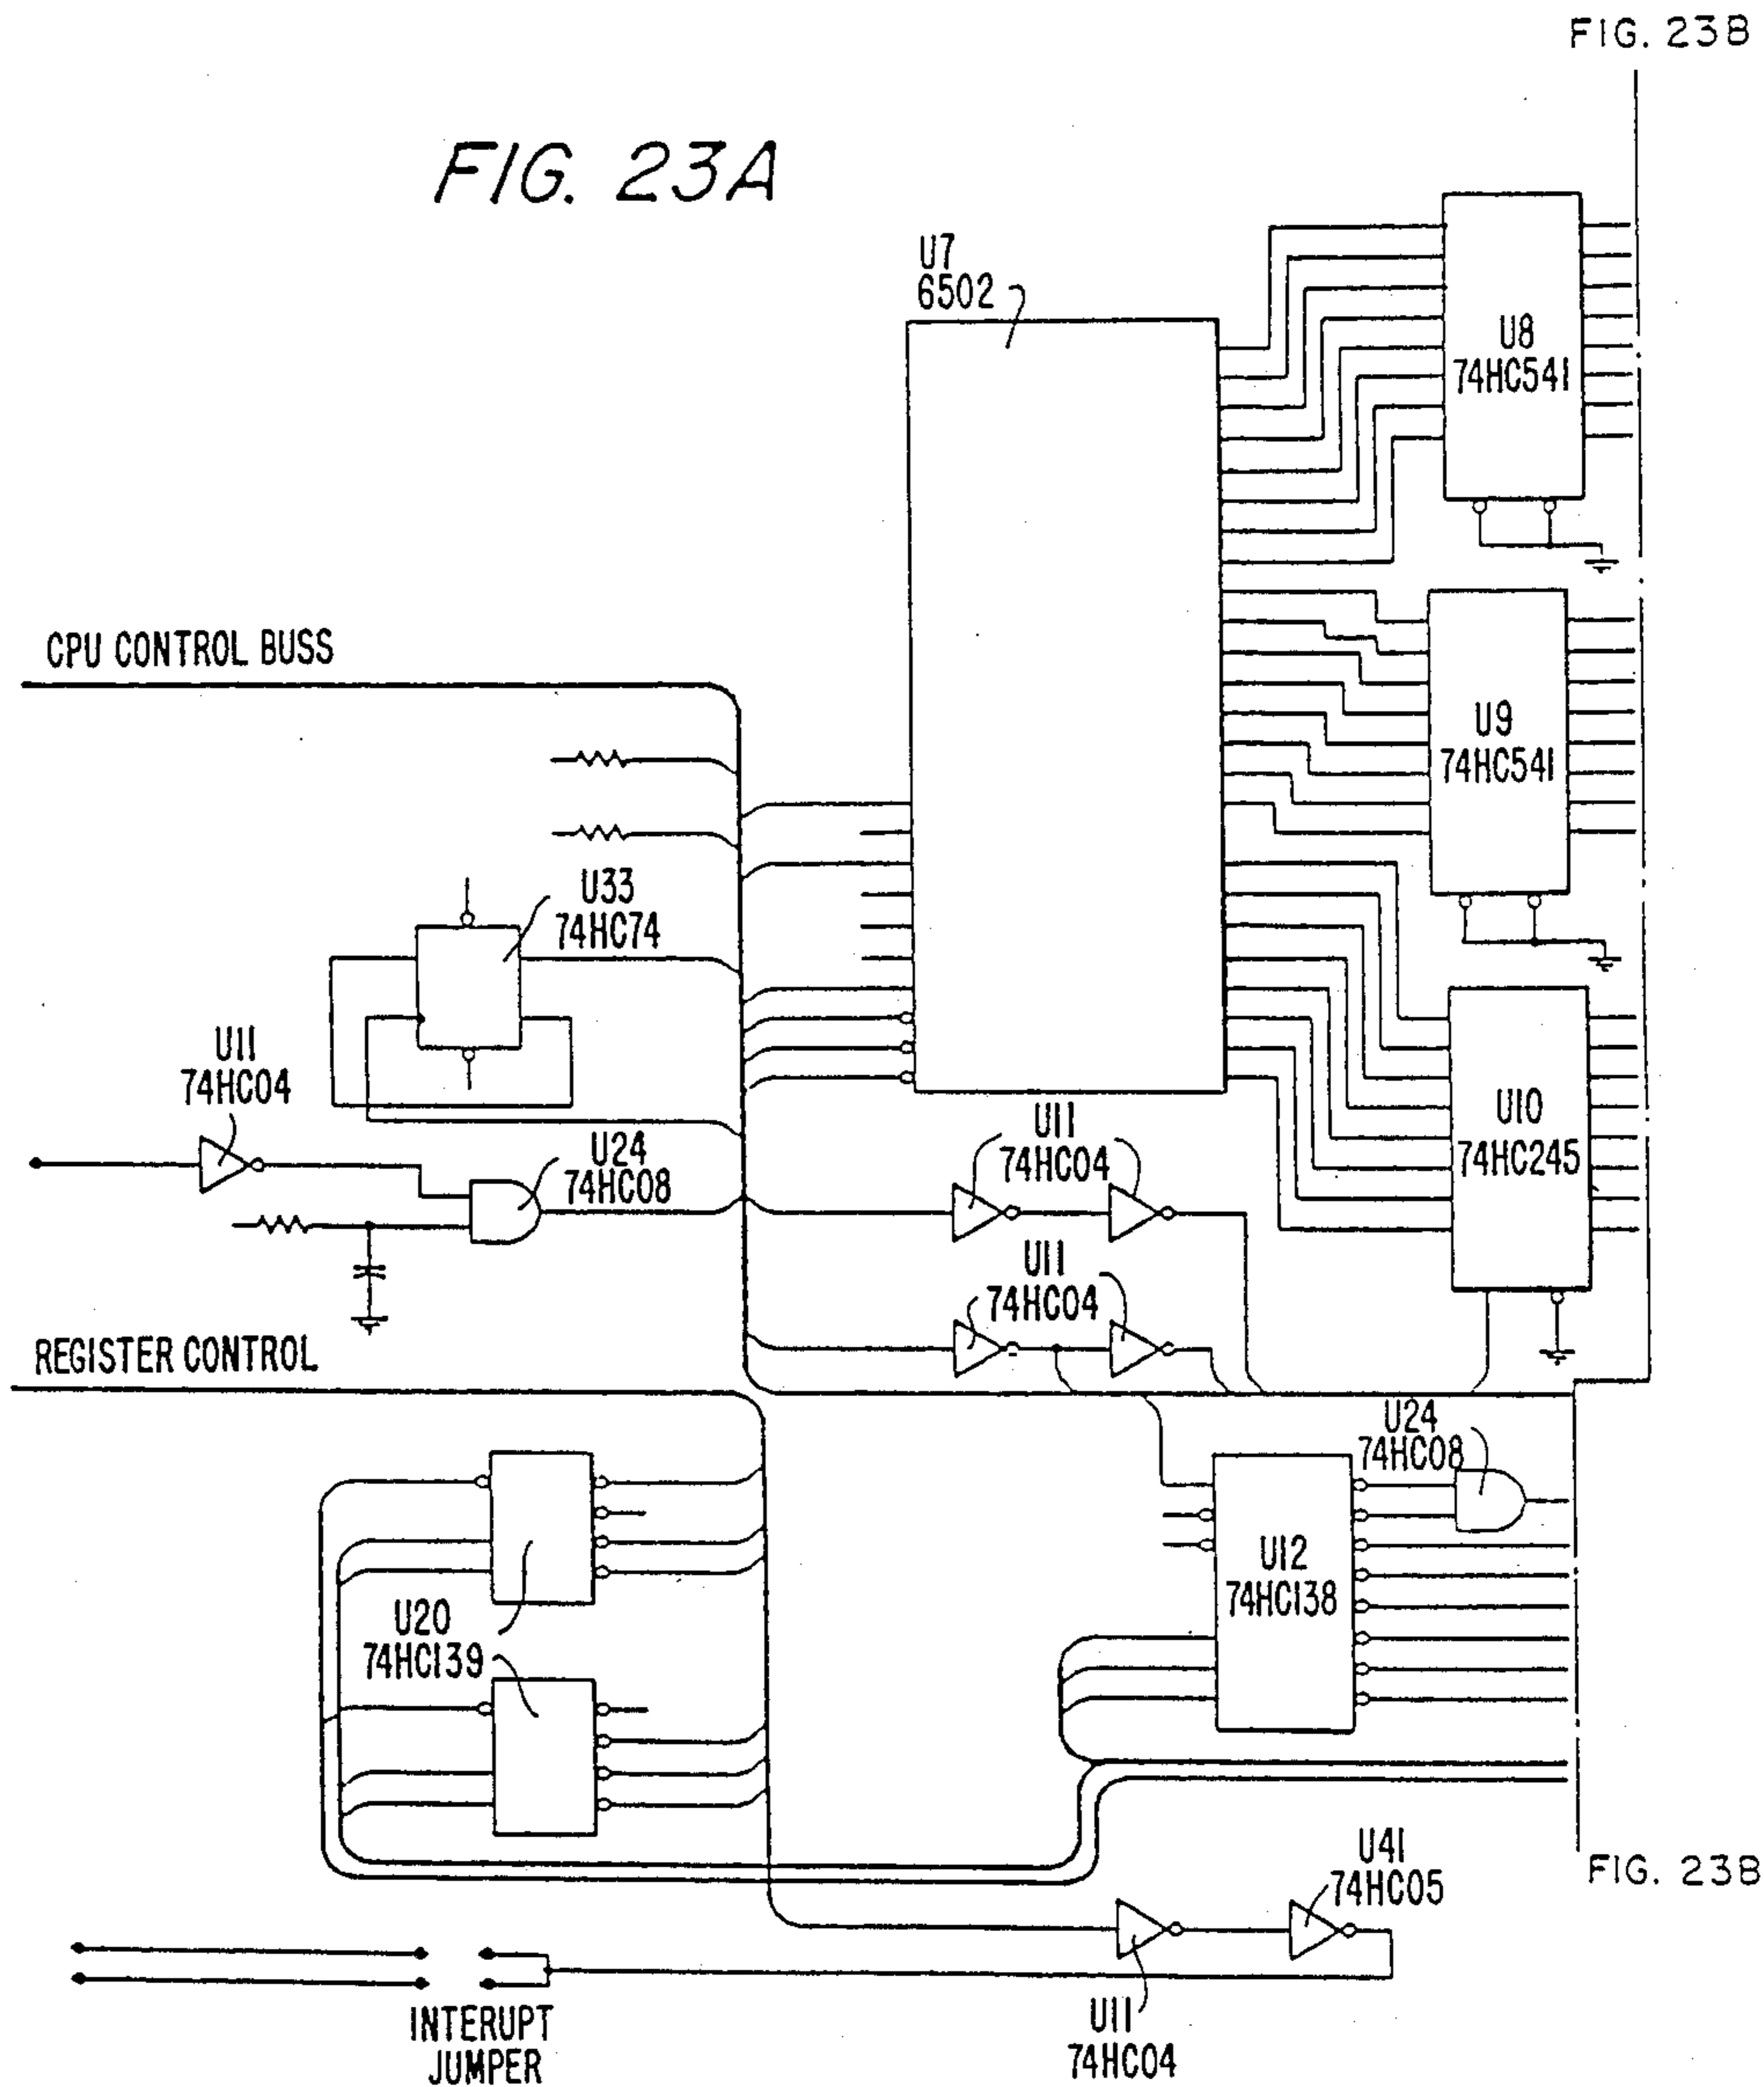 FIG. 23B
FIG. 23A
U7
6502
U8
74HC541
CPU CONTROL BUSS
U9
74HC541
U33
74HC74
U11
74HC04
U24
74HC08
U11
74HC04
U10
74HC245
U11
74HC04
REGISTER CONTROL
U24
74HC08
U12
74HC138
U20
74HC139
U41
74HC05
FIG. 23B
INTERUPT
JUMPER
U11
74HC04